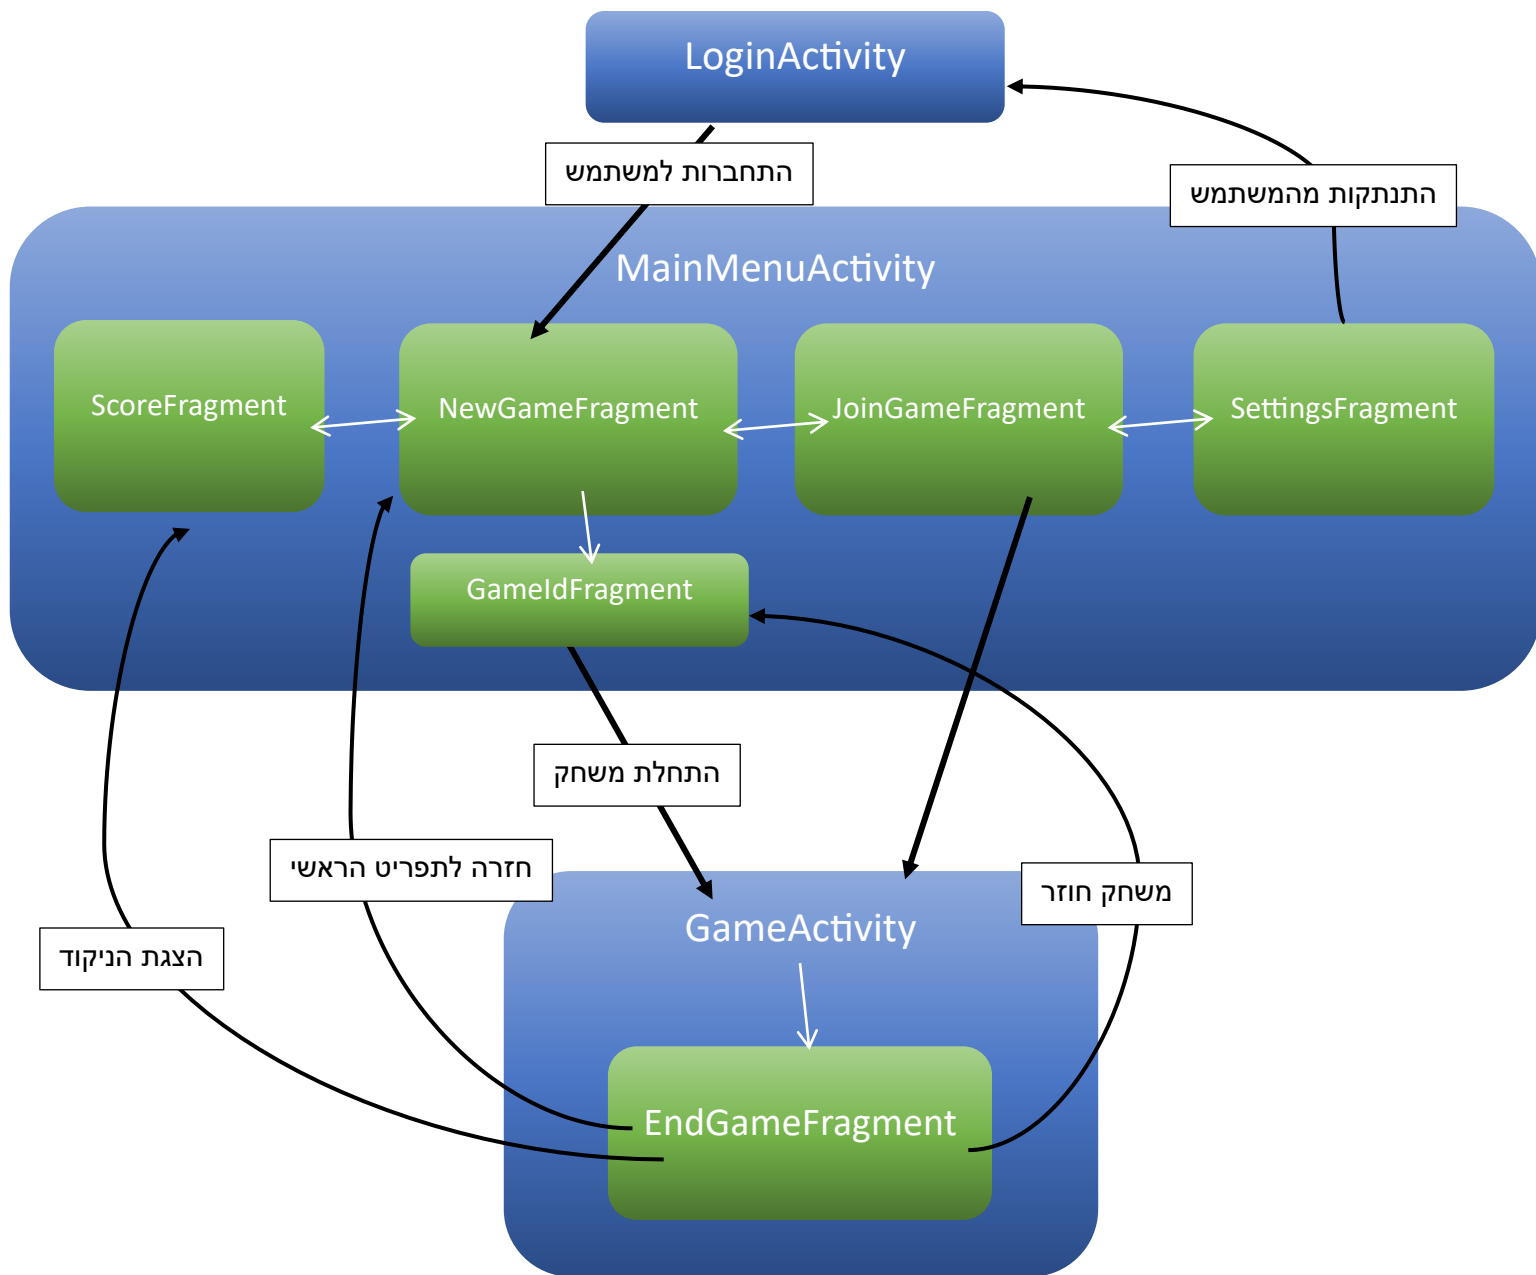 LoginActivity
התחברות למשתמש
התנתקות מהמשתמש
MainMenuActivity
ScoreFragment
NewGameFragment
JoinGameFragment
SettingsFragment
GameIdFragment
התחלת משחק
חזרה לתפריט הראשי
משחק חוזר
GameActivity
הצגת הניקוד
EndGameFragment